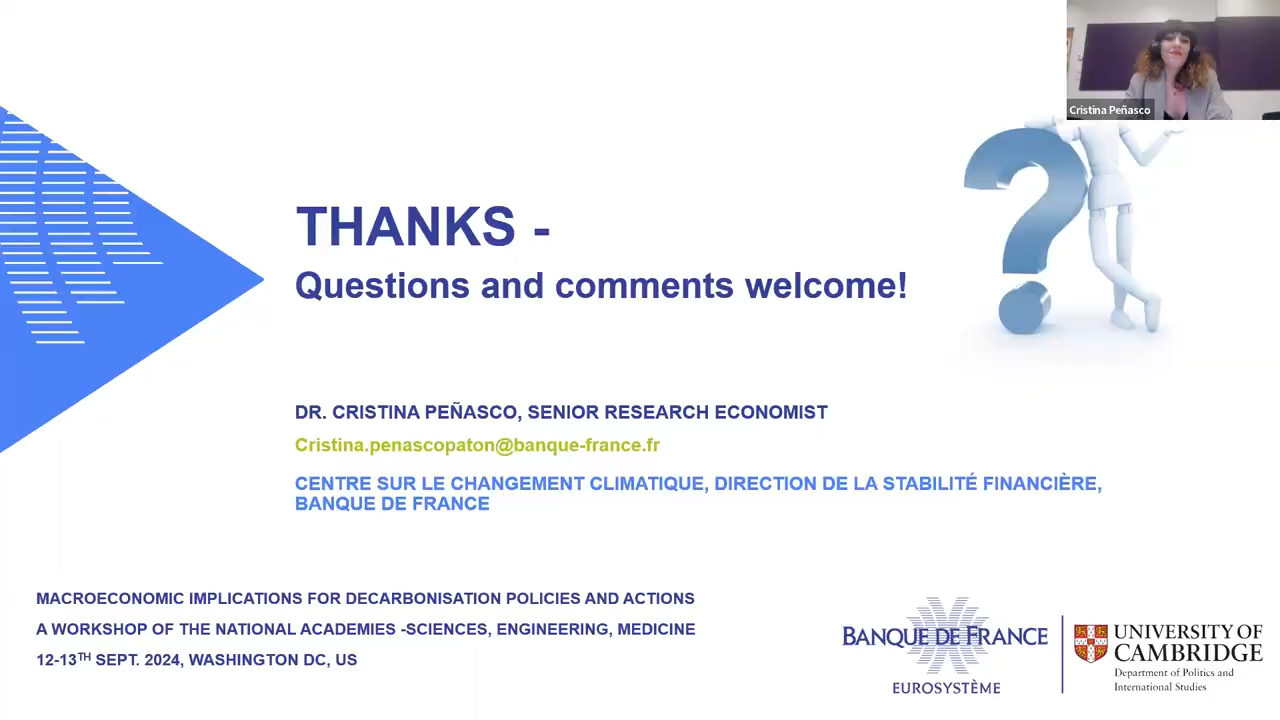 Cristina Peñasco
THANKS -
Questions and comments welcome!
DR. CRISTINA PEÑASCO, SENIOR RESEARCH ECONOMIST
Cristina.penascopaton@banque-france.fr
CENTRE SUR LE CHANGEMENT CLIMATIQUE, DIRECTION DE LA STABILITÉ FINANCIÈRE,
BANQUE DE FRANCE
MACROECONOMIC IMPLICATIONS FOR DECARBONISATION POLICIES AND ACTIONS
A WORKSHOP OF THE NATIONAL ACADEMIES -SCIENCES, ENGINEERING, MEDICINE
12-13TH SEPT. 2024, WASHINGTON DC, US
BANQUE DE FRANCE
EUROSYSTÈME
UNIVERSITY OF
CAMBRIDGE
Department of Politics and
International Studies